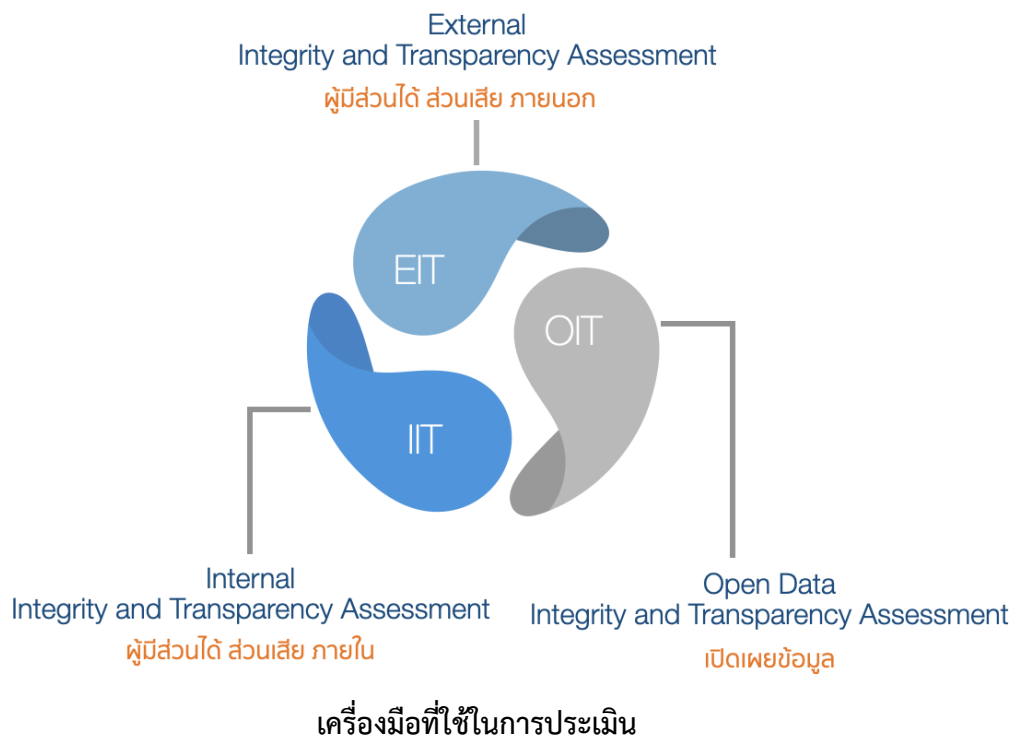 External
Integrity and Transparency Assessment
ผู้มีส่วนได้ ส่วนเสีย ภายนอก
EIT
OIT
IIT
Internal
Integrity and Transparency Assessment
ผู้มีส่วนได้ ส่วนเสีย ภายใน
Open Data
Integrity and Transparency Assessment
เปิดเผยข้อมูล
เครื่องมือที่ใช้ในการประเมิน